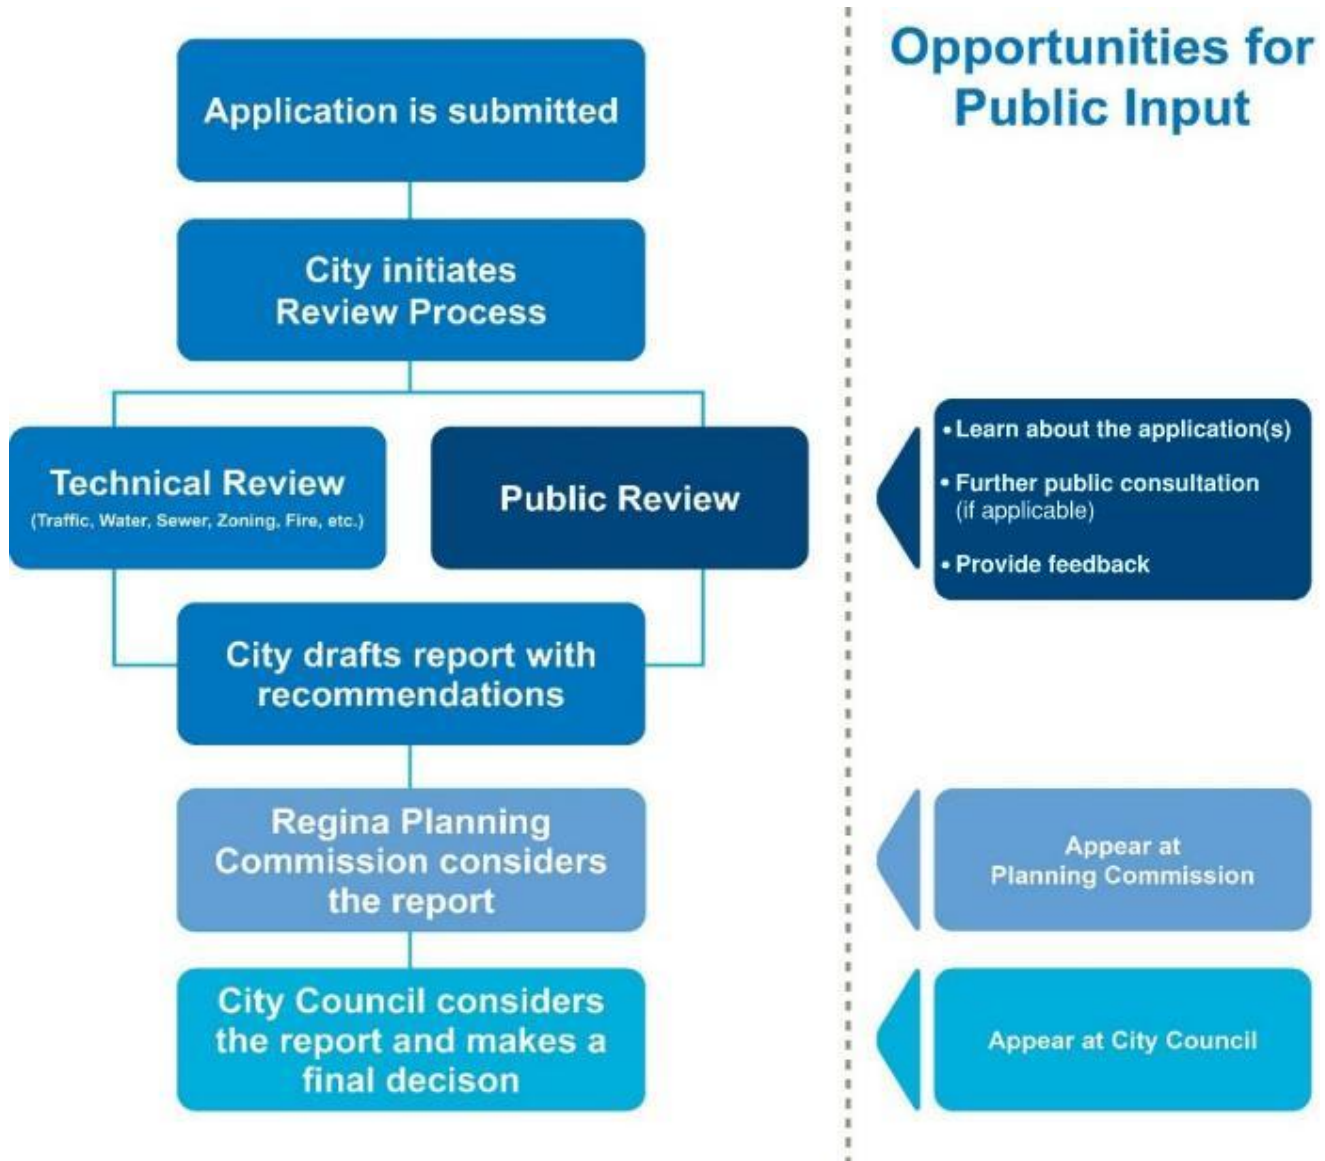 Opportunities for
Public Input
Application is submitted
City initiates
Review Process
Technical Review
(Traffic, Water, Sewer, Zoning, Fire, etc.)
Public Review
• Learn about the application(s)
• Further public consultation
(if applicable)
• Provide feedback
City drafts report with
recommendations
Regina Planning
Commission considers
the report
Appear at
Planning Commission
City Council considers
the report and makes a
final decison
Appear at City Council